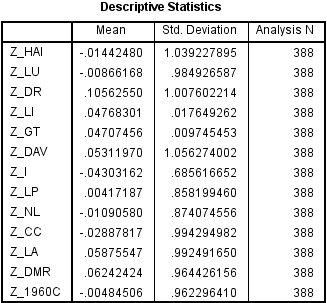 Descriptive Statistics
Mean Std. Deviation Analysis N
Z_HAI -.01442480 1.039227895 388
Z_LU -.00866168 .984926587 388
Z_DR .10562550 1.007602214 388
Z_LI .04768301 .017649262 388
Z_GT .04707456 .009745453 388
Z_DAV .05311970 1.056274002 388
Z_I -.04303162 .685616652 388
Z_LP .00417187 .858199460 388
Z_NL -.01090580 .874074556 388
Z_CC -.02887817 .994294982 388
Z_LA .05875547 .992491650 388
Z_DMR .06242424 .964426156 388
Z_1960C -.00484506 .962296410 388